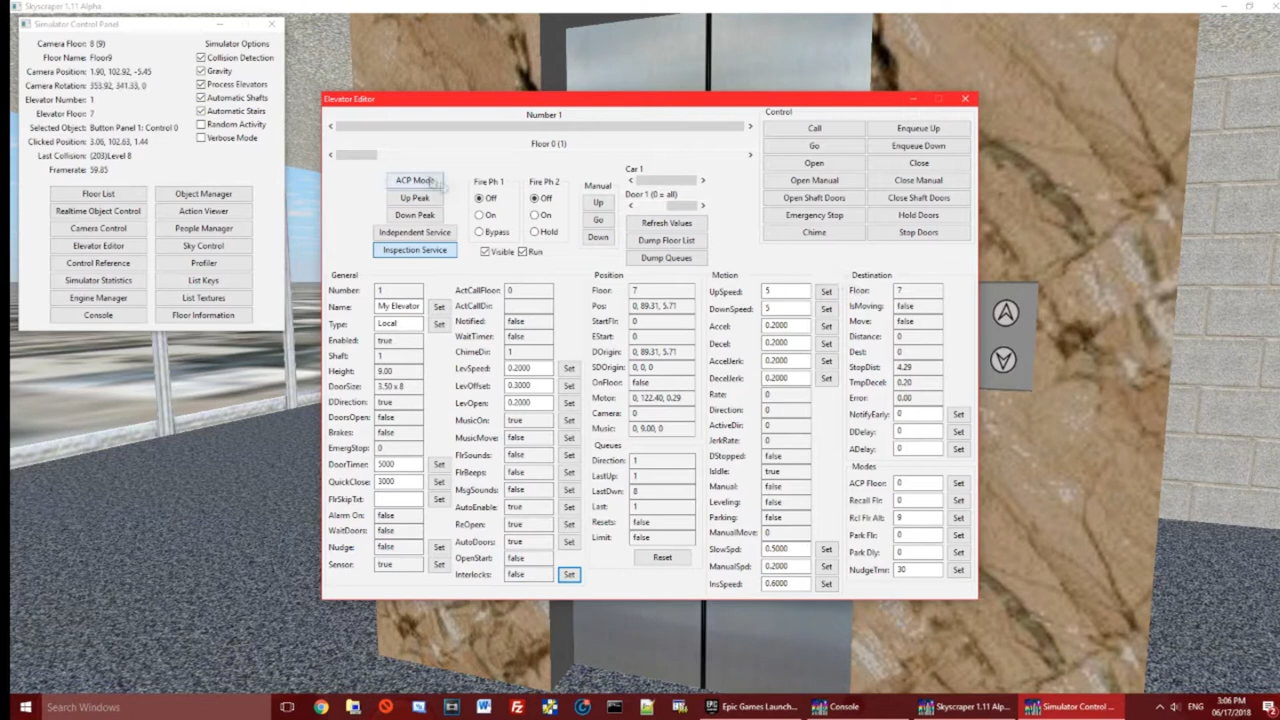 Skyscraper 1.11 Alpha
Simulator Control Panel
Camera Floor: 8 (9)
Floor Name: Floor9
Camera Position: 1.90, 102.92, -5.45
Camera Rotation: 353.92, 341.33, 0
Elevator Number: 1
Elevator Floor: 7
Selected Object: Button Panel 1: Control 0
Clicked Position: 3.06, 102.63, 1.44
Last Collision: (203)Level 8
Framerate: 59.85
Simulator Options
Collision Detection
Gravity
Process Elevators
Automatic Shafts
Automatic Stairs
Random Activity
Verbose Mode
Floor List
Object Manager
Realtime Object Control
Action Viewer
Camera Control
People Manager
Elevator Editor
Sky Control
Control Reference
Profiler
Simulator Statistics
List Keys
Engine Manager
List Textures
Console
Floor Information
Elevator Editor
Number 1
Floor 0 (1)
ACP Mode
Up Peak
Down Peak
Independent Service
Inspection Service
Fire Ph 1
Off
On
Bypass
Fire Ph 2
Off
On
Hold
Visible
Run
Manual
Up
Go
Down
Car 1
Door 1 (0 = all)
Refresh Values
Dump Floor List
Dump Queues
Control
Call
Enqueue Up
Go
Enqueue Down
Open
Close
Open Manual
Close Manual
Open Shaft Doors
Close Shaft Doors
Emergency Stop
Hold Doors
Chime
Stop Doors
General
Number: 1
Name: My Elevator Set
Type: Local Set
Enabled: true
Shaft: 1
Height: 9.00
DoorSize: 3.50 x 8
DDirection: true
DoorsOpen: false
Brakes: false
EmergStop: 0
DoorTimer: 5000 Set
QuickClose: 3000 Set
FlrSkipTxt: Set
Alarm On: false
WaitDoors: false
Nudge: false Set
Sensor: true Set
ActCallFloor: 0
ActCallDir:
Notified: false
WaitTimer: false
ChimeDir: 1
LevSpeed: 0.2000 Set
LevOffset: 0.3000 Set
LevOpen: 0.2000 Set
MusicOn: true Set
MusicMove: false Set
FlrSounds: false Set
FlrBeeps: false Set
MsgSounds: false Set
AutoEnable: true Set
ReOpen: true Set
AutoDoors: true Set
OpenStart: false
Interlocks: false Set
Position
Floor: 7
Pos: 0, 89.31, 5.71
StartFlr: 0
EStart: 0
DOrigin: 0, 89.31, 5.71
SDOrigin: 0, 0, 0
OnFloor: false
Motor: 0, 122.40, 0.29
Camera: 0
Music: 0, 9.00, 0
Queues
Direction: 1
LastUp: 1
LastDwn: 8
Last: 1
Resets: false
Limit: false
Reset
Motion
UpSpeed: 5 Set
DownSpeed: 5 Set
Accel: 0.2000 Set
Decel: 0.2000 Set
AccelJerk: 0.2000 Set
DecelJerk: 0.2000 Set
Rate: 0
Direction: 0
ActiveDir: 0
JerkRate: 0
DStopped: false
IsIdle: true
Manual: false
Leveling: false
Parking: false
ManualMove: 0
SlowSpd: 0.5000 Set
ManualSpd: 0.2000 Set
InsSpeed: 0.6000 Set
Destination
Floor: 7
IsMoving: false
Move: false
Distance: 0
Dest: 0
StopDist: 4.29
TmpDecel: 0.20
Error: 0.00
NotifyEarly: 0 Set
DDelay: 0 Set
ADelay: 0 Set
Modes
ACP Floor: 0 Set
Recall Flr: 0 Set
Rcl Flr Alt: 9 Set
Park Flr: 0 Set
Park Dly: 0 Set
NudgeTmr: 30 Set
Search Windows
Epic Games Launch...
Console
Skyscraper 1.11 Alp...
Simulator Control ...
3:06 PM
06/17/2018